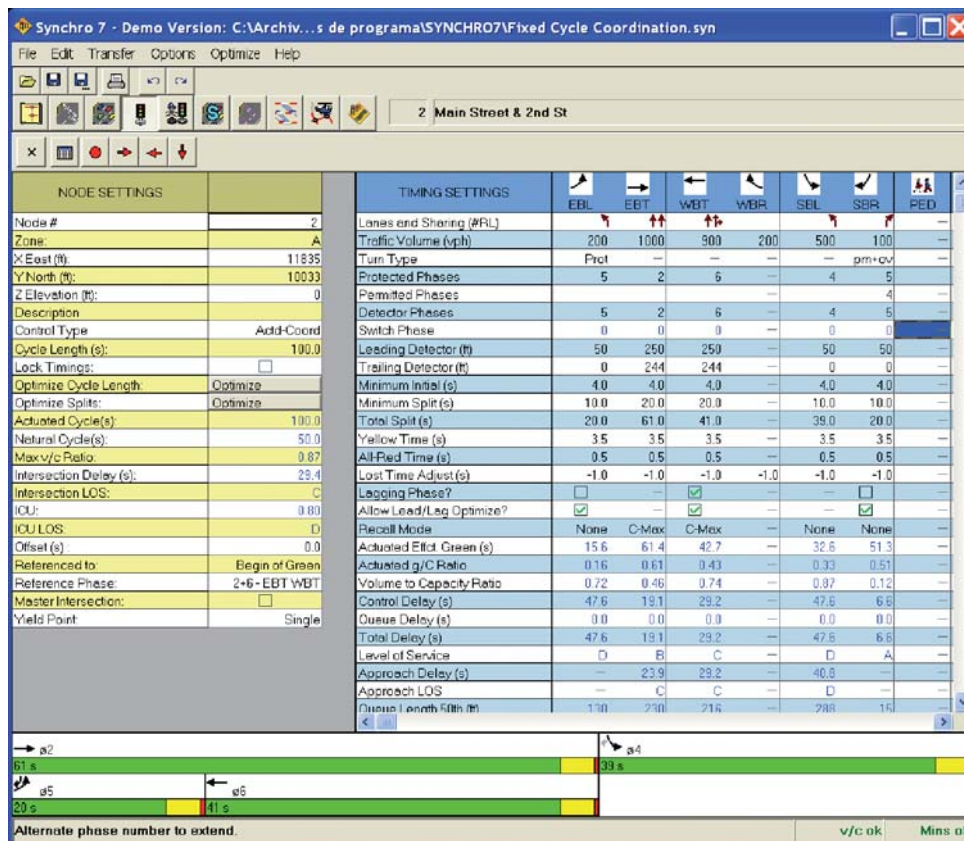 Synchro 7 - Demo Version: C:\Archiv...s de programa\SYNCHRO7\Fixed Cycle Coordination.syn
File Edit Transfer Options Optimize Help
2 Main Street & 2nd St
NODE SETTINGS
Node # 2
Zone: A
X East (ft): 11835
Y North (ft): 10033
Z Elevation (ft): 0
Description
Control Type Actd-Coord
Cycle Length (s): 100.0
Lock Timings:
Optimize Cycle Length: Optimize
Optimize Splits: Optimize
Actuated Cycle(s): 100.0
Natural Cycle(s): 50.0
Max v/c Ratio: 0.87
Intersection Delay (s): 29.4
Intersection LOS: C
ICU: 0.80
ICU LOS: D
Offset (s) : 0.0
Referenced to: Begin of Green
Reference Phase: 2+6 - EBT WBT
Master Intersection:
Yield Point: Single
TIMING SETTINGS EBL EBT WBT WBR SBL SBR PED
Lanes and Sharing (#RL) —
Traffic Volume (vph) 200 1000 900 200 500 100 —
Turn Type Prot — — — — pm+ov —
Protected Phases 5 2 6 — 4 5 —
Permitted Phases — 4 —
Detector Phases 5 2 6 — 4 5 —
Switch Phase 0 0 0 — 0 0
Leading Detector (ft) 50 250 250 — 50 50 —
Trailing Detector (ft) 0 244 244 — 0 0 —
Minimum Initial (s) 4.0 4.0 4.0 — 4.0 4.0 —
Minimum Split (s) 10.0 20.0 20.0 — 10.0 10.0 —
Total Split (s) 20.0 61.0 41.0 — 39.0 20.0 —
Yellow Time (s) 3.5 3.5 3.5 — 3.5 3.5 —
All-Red Time (s) 0.5 0.5 0.5 — 0.5 0.5 —
Lost Time Adjust (s) -1.0 -1.0 -1.0 -1.0 -1.0 -1.0 —
Lagging Phase? — — — —
Allow Lead/Lag Optimize? — — — —
Recall Mode None C-Max C-Max — None None —
Actuated Effct. Green (s) 15.6 61.4 42.7 — 32.6 51.3 —
Actuated g/C Ratio 0.16 0.61 0.43 — 0.33 0.51 —
Volume to Capacity Ratio 0.72 0.46 0.74 — 0.87 0.12 —
Control Delay (s) 47.6 19.1 29.2 — 47.6 6.6 —
Queue Delay (s) 0.0 0.0 0.0 — 0.0 0.0 —
Total Delay (s) 47.6 19.1 29.2 — 47.6 6.6 —
Level of Service D B C — D A —
Approach Delay (s) — 23.9 29.2 — 40.8 — —
Approach LOS — C C — D — —
Queue Length 50th (ft) 130 230 216 — 288 15 —
ø2
61 s
ø4
39 s
ø5
20 s
ø6
41 s
Alternate phase number to extend.
v/c ok Mins o